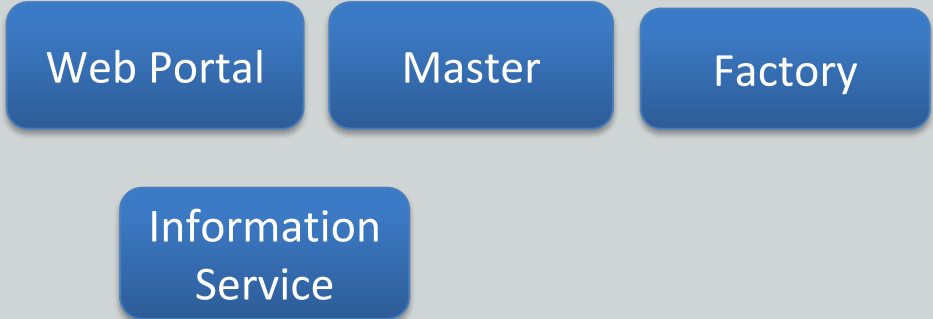 Web Portal
Master
Factory
Information
Service